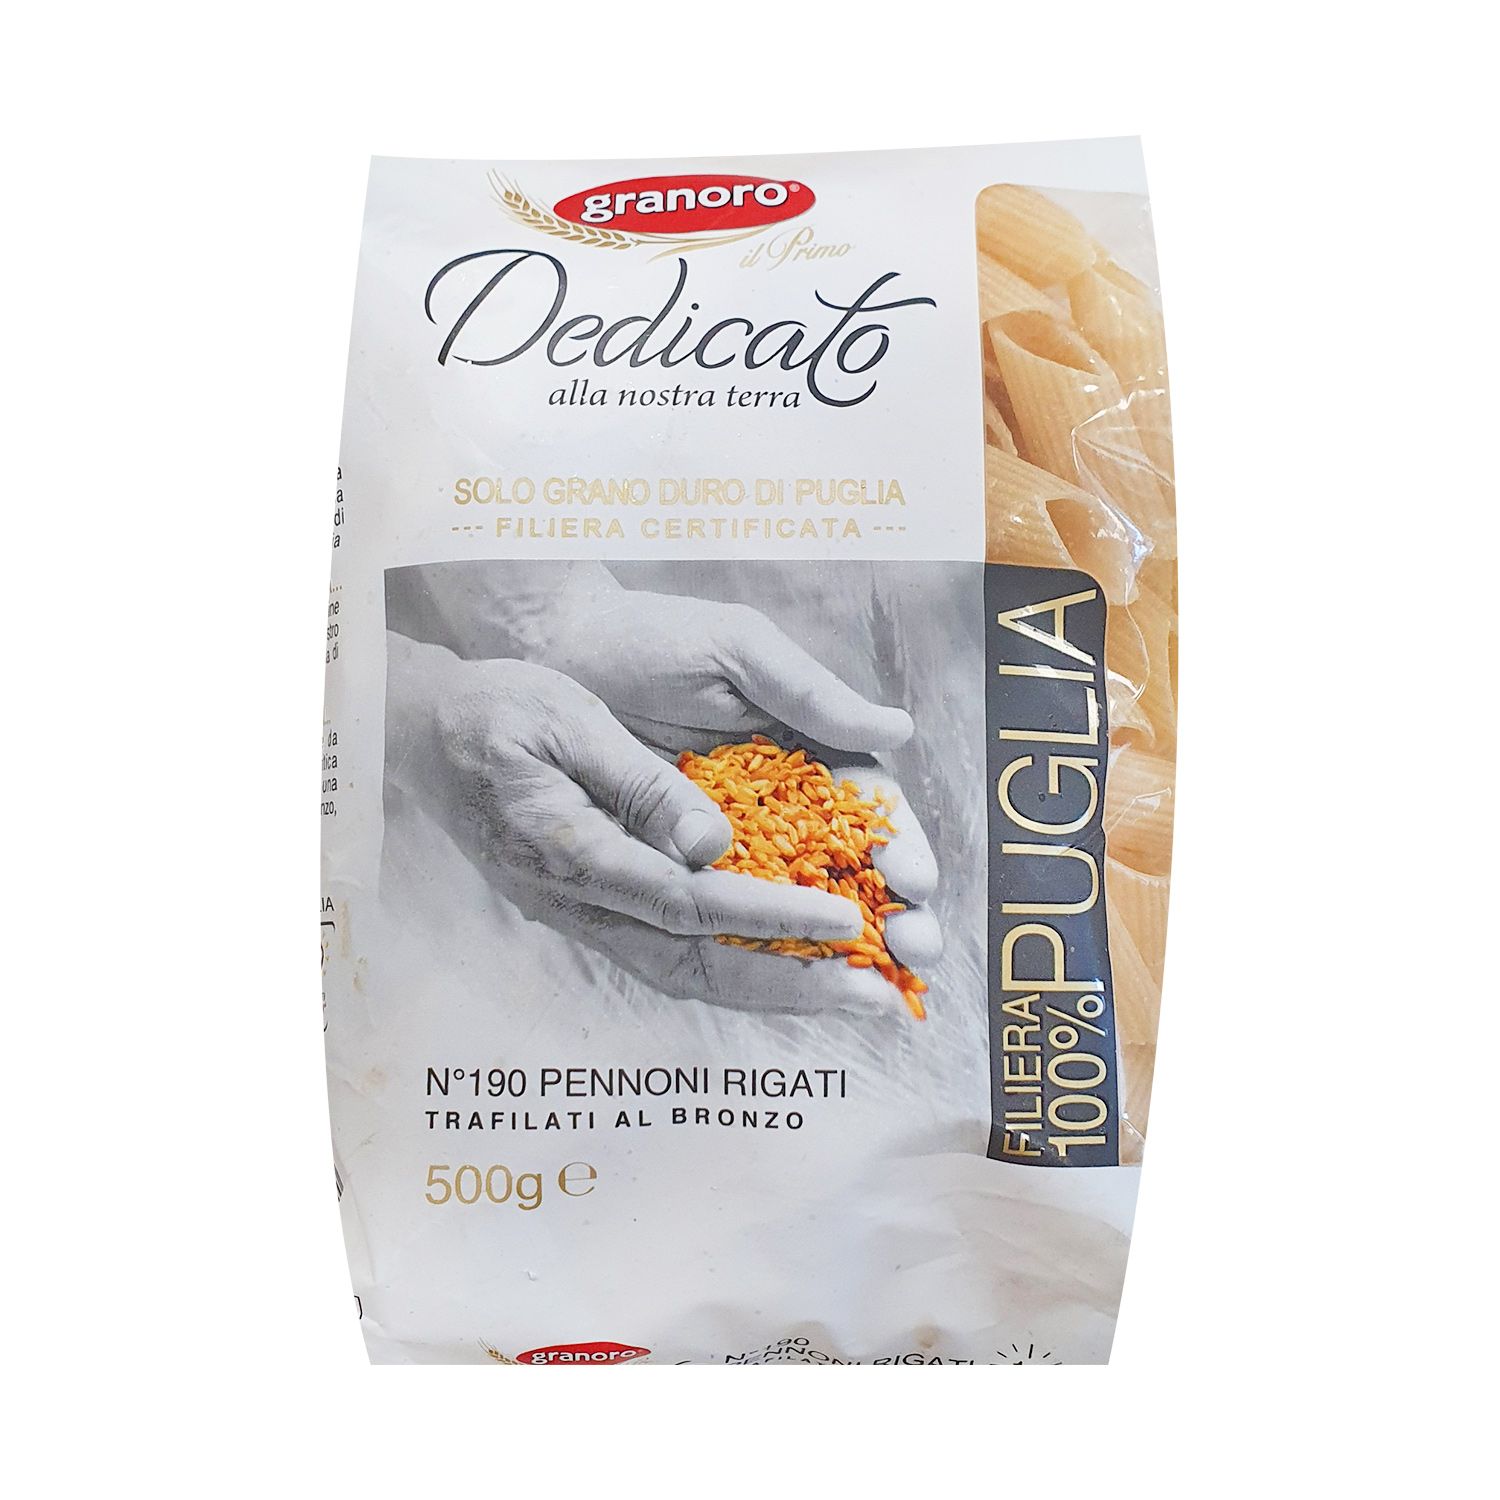 granoro®
il Primo
Dedicato
alla nostra terra
SOLO GRANO DURO DI PUGLIA
--- FILIERA CERTIFICATA ---
FILIERA
100% PUGLIA
N°190 PENNONI RIGATI
TRAFILATI AL BRONZO
500g ℮
granoro
RIGATI